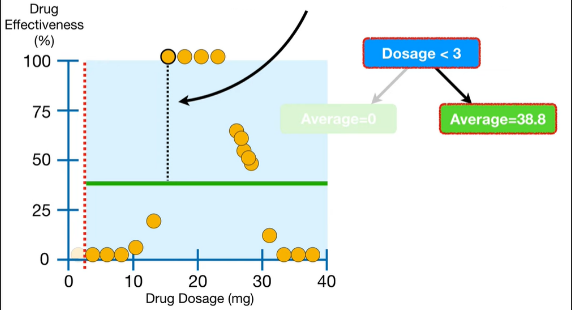 Drug
Effectiveness
(%)
100
75
50
25
0
0
10
20
30
40
Drug Dosage (mg)
Dosage < 3
Average=0
Average=38.8